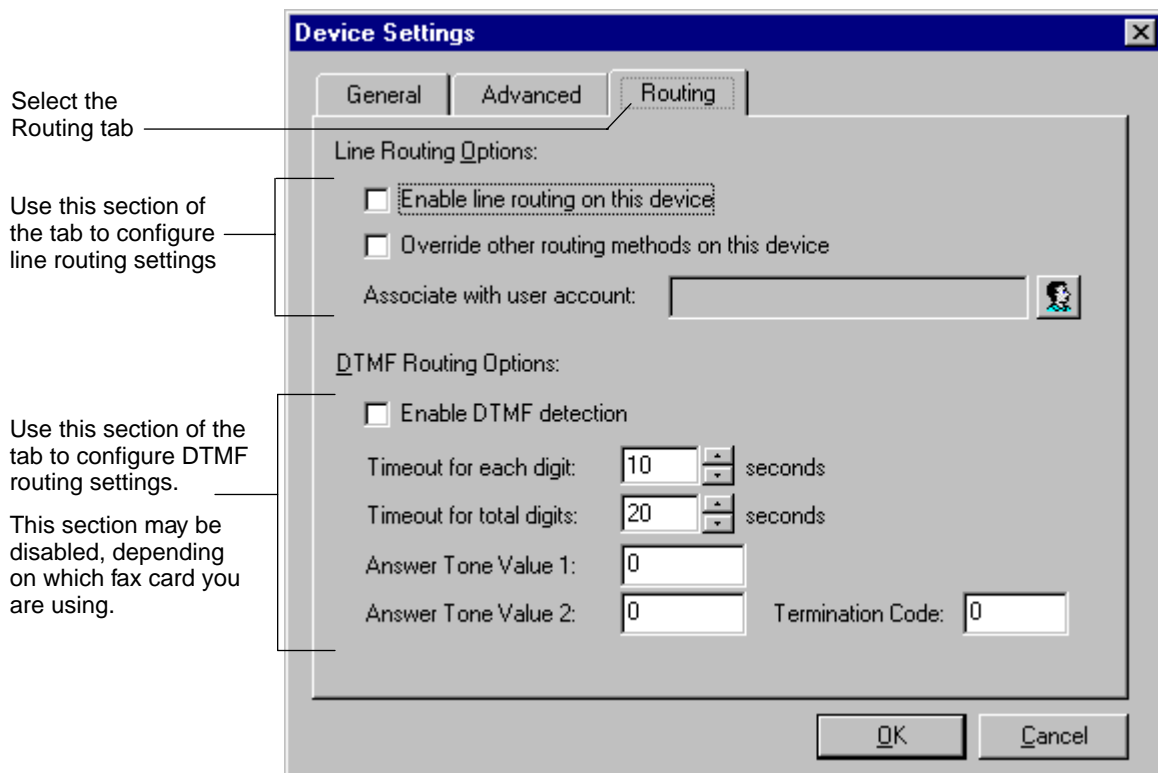 Device Settings
General Advanced Routing
Select the
Routing tab
Line Routing Options:
Use this section of
the tab to configure
line routing settings
Enable line routing on this device
Override other routing methods on this device
Associate with user account:
DTMF Routing Options:
Use this section of the
tab to configure DTMF
routing settings.
This section may be
disabled, depending
on which fax card you
are using.
Enable DTMF detection
Timeout for each digit: 10 seconds
Timeout for total digits: 20 seconds
Answer Tone Value 1: 0
Answer Tone Value 2: 0 Termination Code: 0
OK Cancel